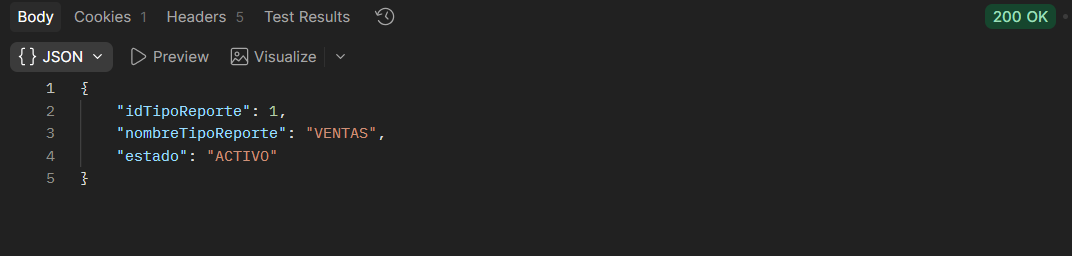 Body Cookies 1 Headers 5 Test Results 200 OK
{} JSON Preview Visualize
1 {
2 "idTipoReporte": 1,
3 "nombreTipoReporte": "VENTAS",
4 "estado": "ACTIVO"
5 }